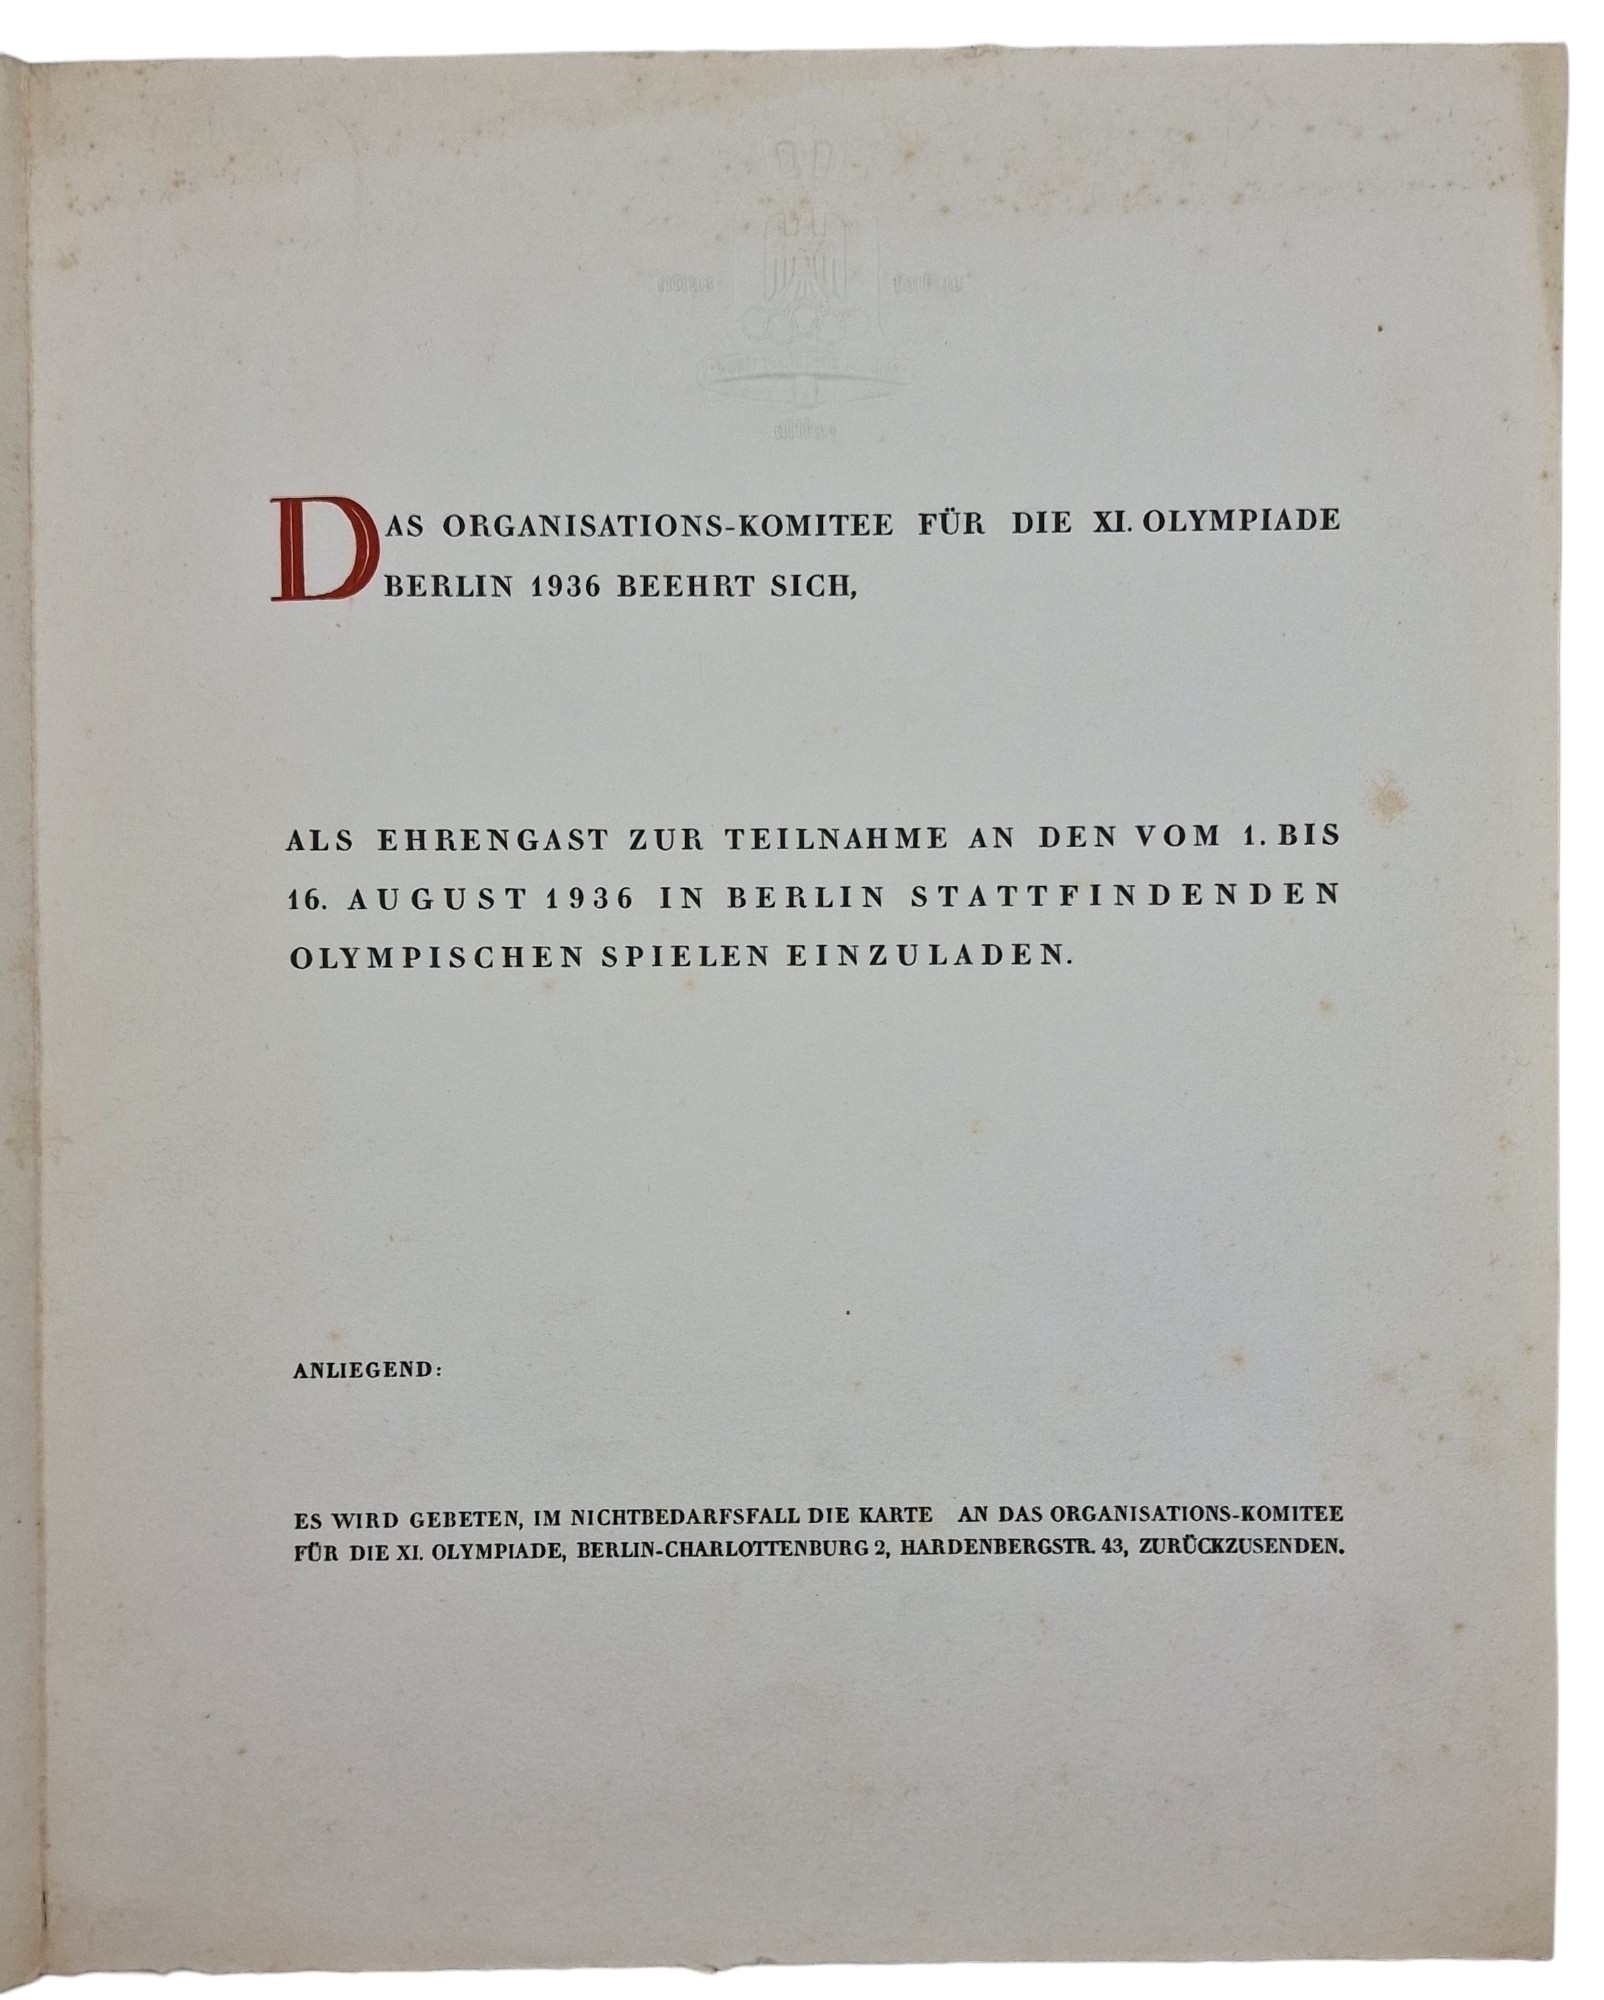 DAS ORGANISATIONS-KOMITEE FÜR DIE XI. OLYMPIADE
BERLIN 1936 BEEHRT SICH,
ALS EHRENGAST ZUR TEILNAHME AN DEN VOM 1. BIS
16. AUGUST 1936 IN BERLIN STATTFINDENDEN
OLYMPISCHEN SPIELEN EINZULADEN.
ANLIEGEND:
ES WIRD GEBETEN, IM NICHTBEDARFSFALL DIE KARTE AN DAS ORGANISATIONS-KOMITEE
FÜR DIE XI. OLYMPIADE, BERLIN-CHARLOTTENBURG 2, HARDENBERGSTR. 43, ZURÜCKZUSENDEN.